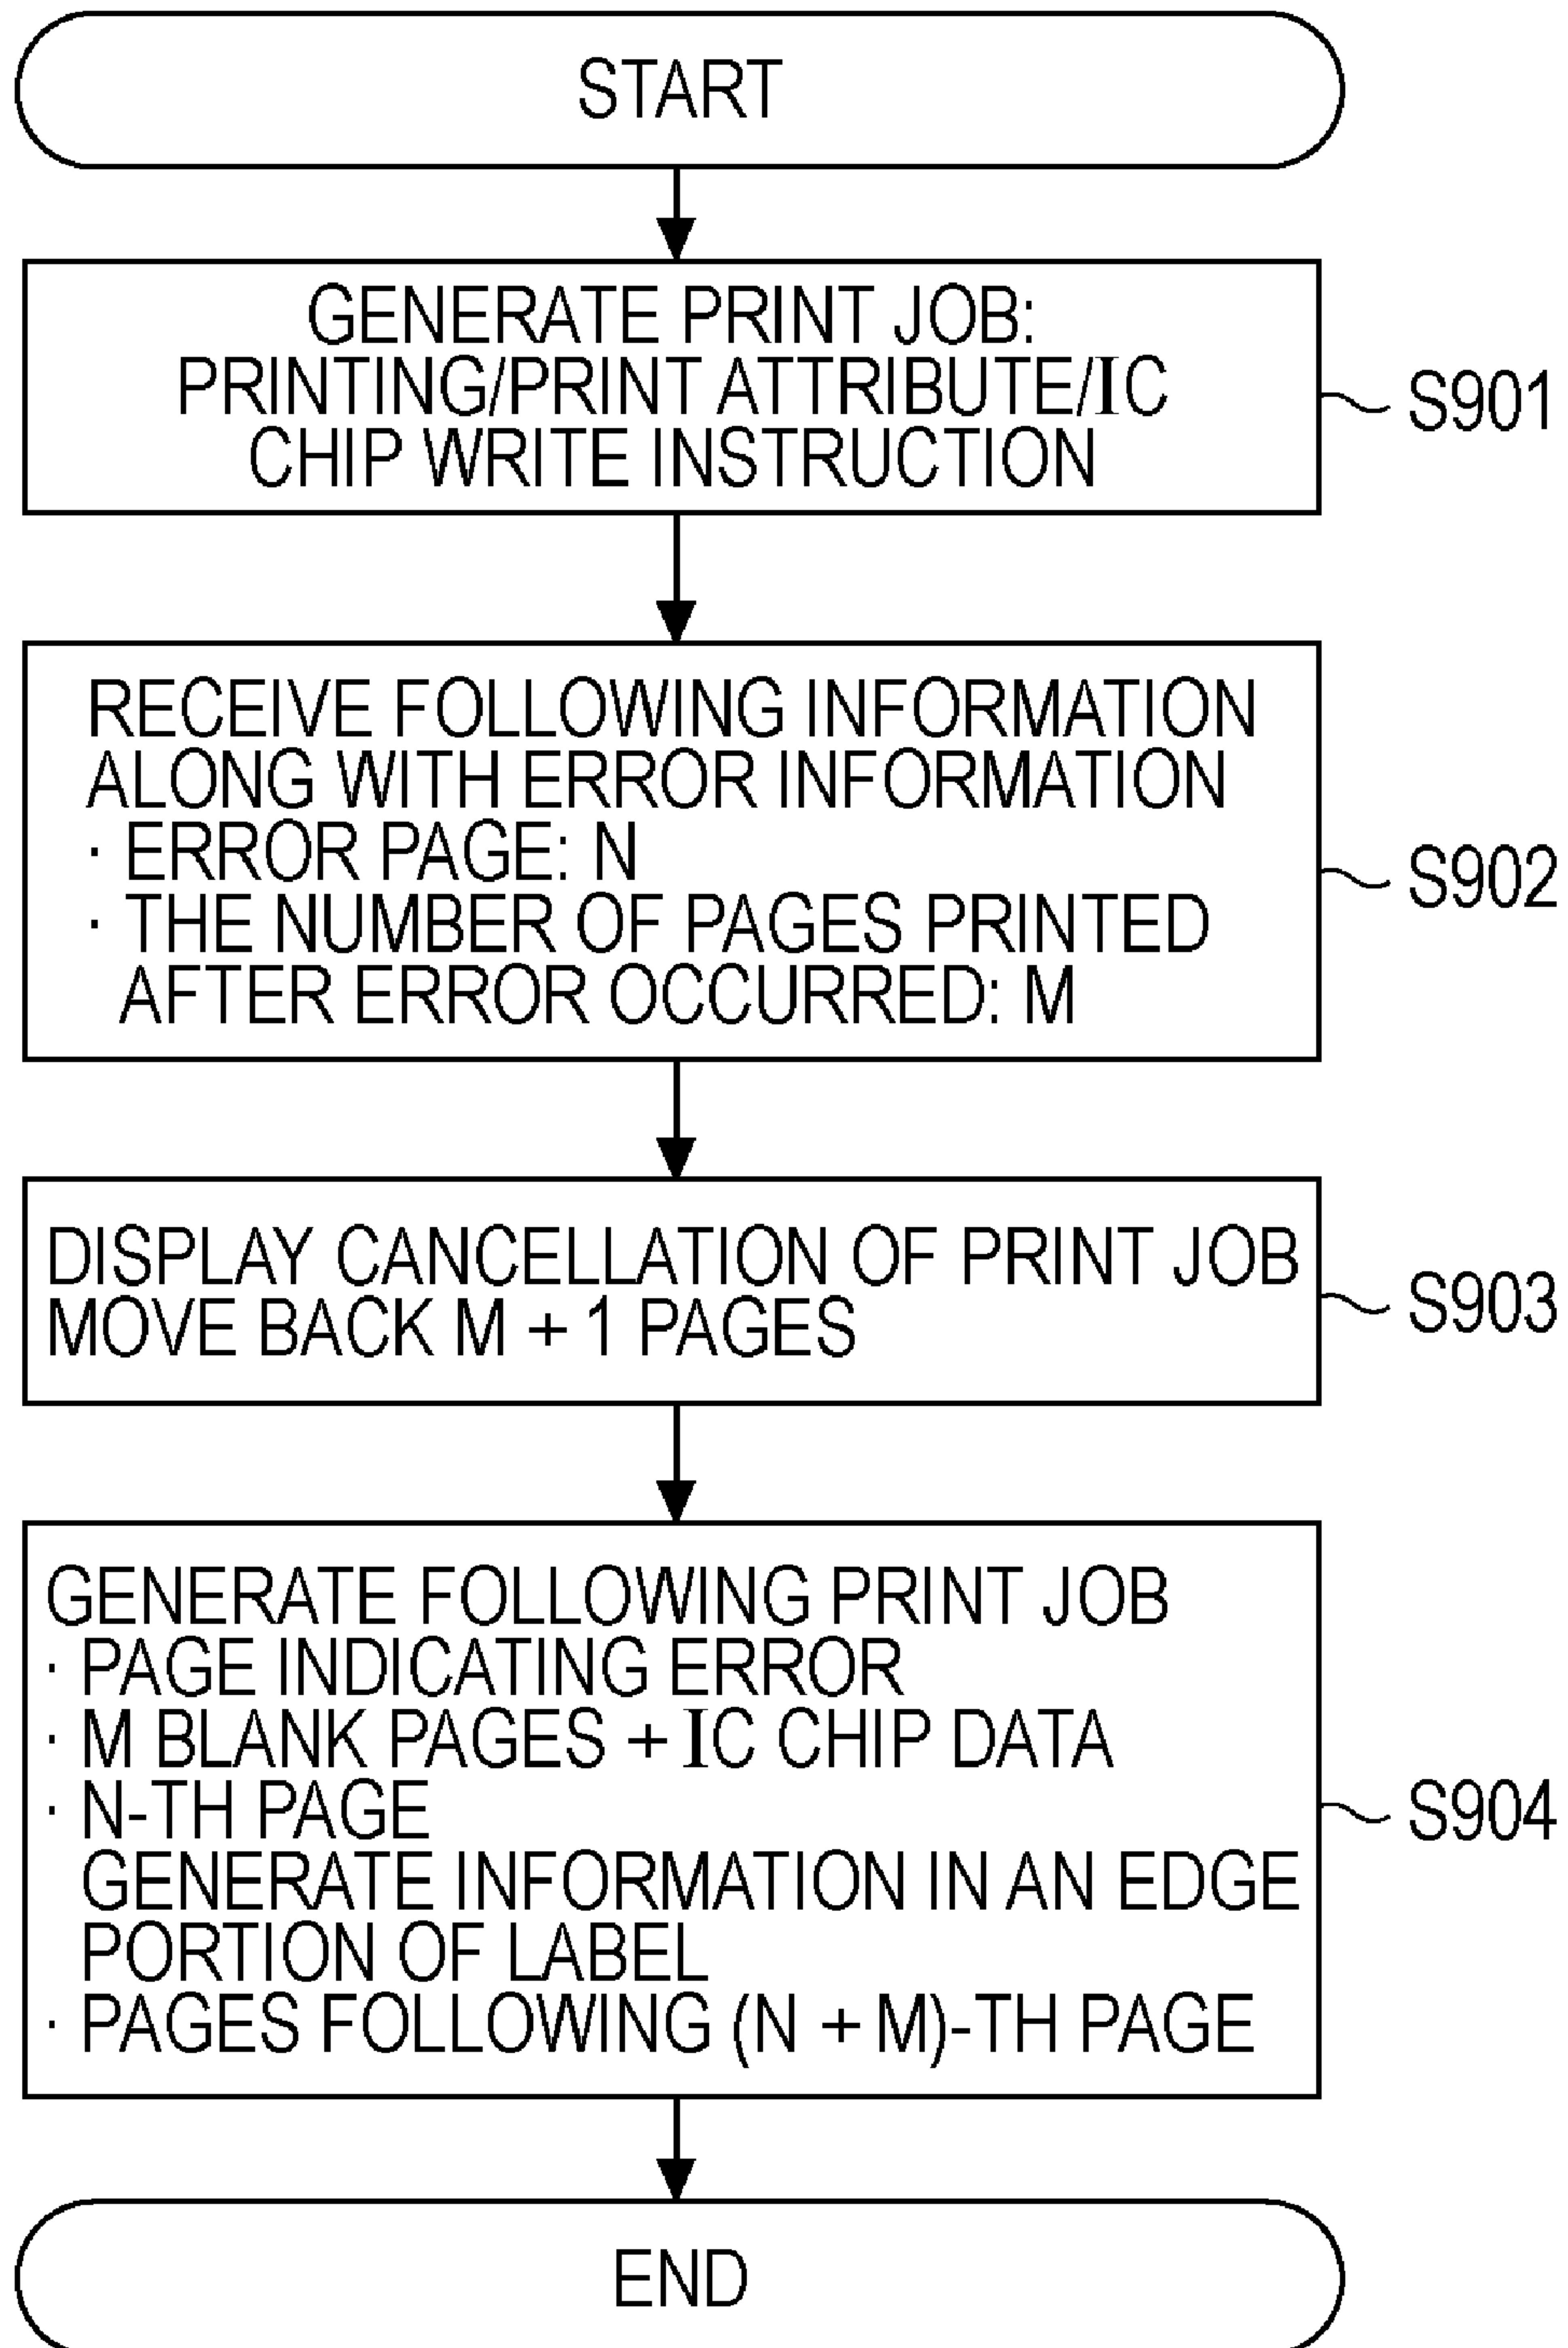 START
GENERATE PRINT JOB:
PRINTING/PRINT ATTRIBUTE/IC
CHIP WRITE INSTRUCTION
S901
RECEIVE FOLLOWING INFORMATION
ALONG WITH ERROR INFORMATION
· ERROR PAGE: N
· THE NUMBER OF PAGES PRINTED
AFTER ERROR OCCURRED: M
S902
DISPLAY CANCELLATION OF PRINT JOB
MOVE BACK M + 1 PAGES
S903
GENERATE FOLLOWING PRINT JOB
· PAGE INDICATING ERROR
· M BLANK PAGES + IC CHIP DATA
· N-TH PAGE
GENERATE INFORMATION IN AN EDGE
PORTION OF LABEL
· PAGES FOLLOWING (N + M)-TH PAGE
S904
END